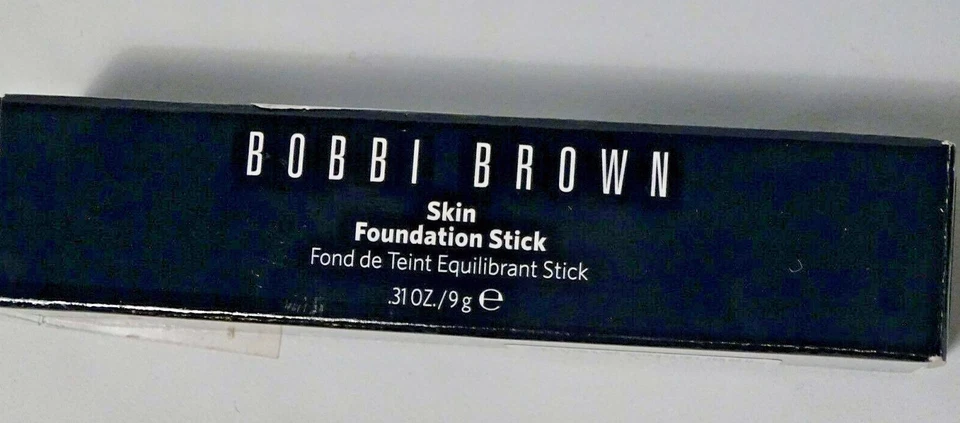 BOBBI BROWN
Skin
Foundation Stick
Fond de Teint Equilibrant Stick
.31 OZ./9 g ℮